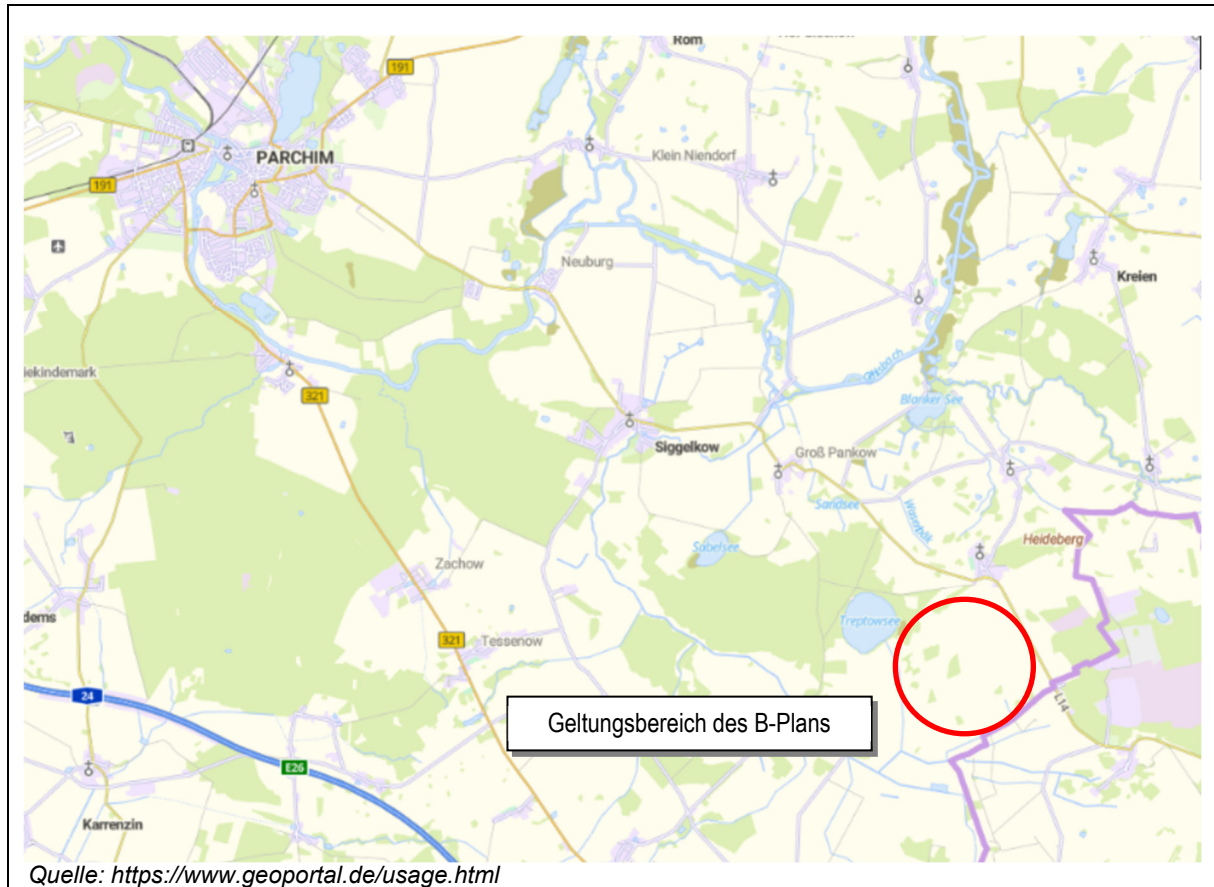 Rom
191
PARCHIM
Klein Niendorf
191
Neuburg
Kreien
iekindemark
321
Siggelkow
Blanker See
Groß Pankow
Sandsee
Heideberg
Sabelsee
Zachow
Treptowsee
dems
321
Tessenow
24
L14
Geltungsbereich des B-Plans
E26
Karrenzin
Quelle: https://www.geoportal.de/usage.html